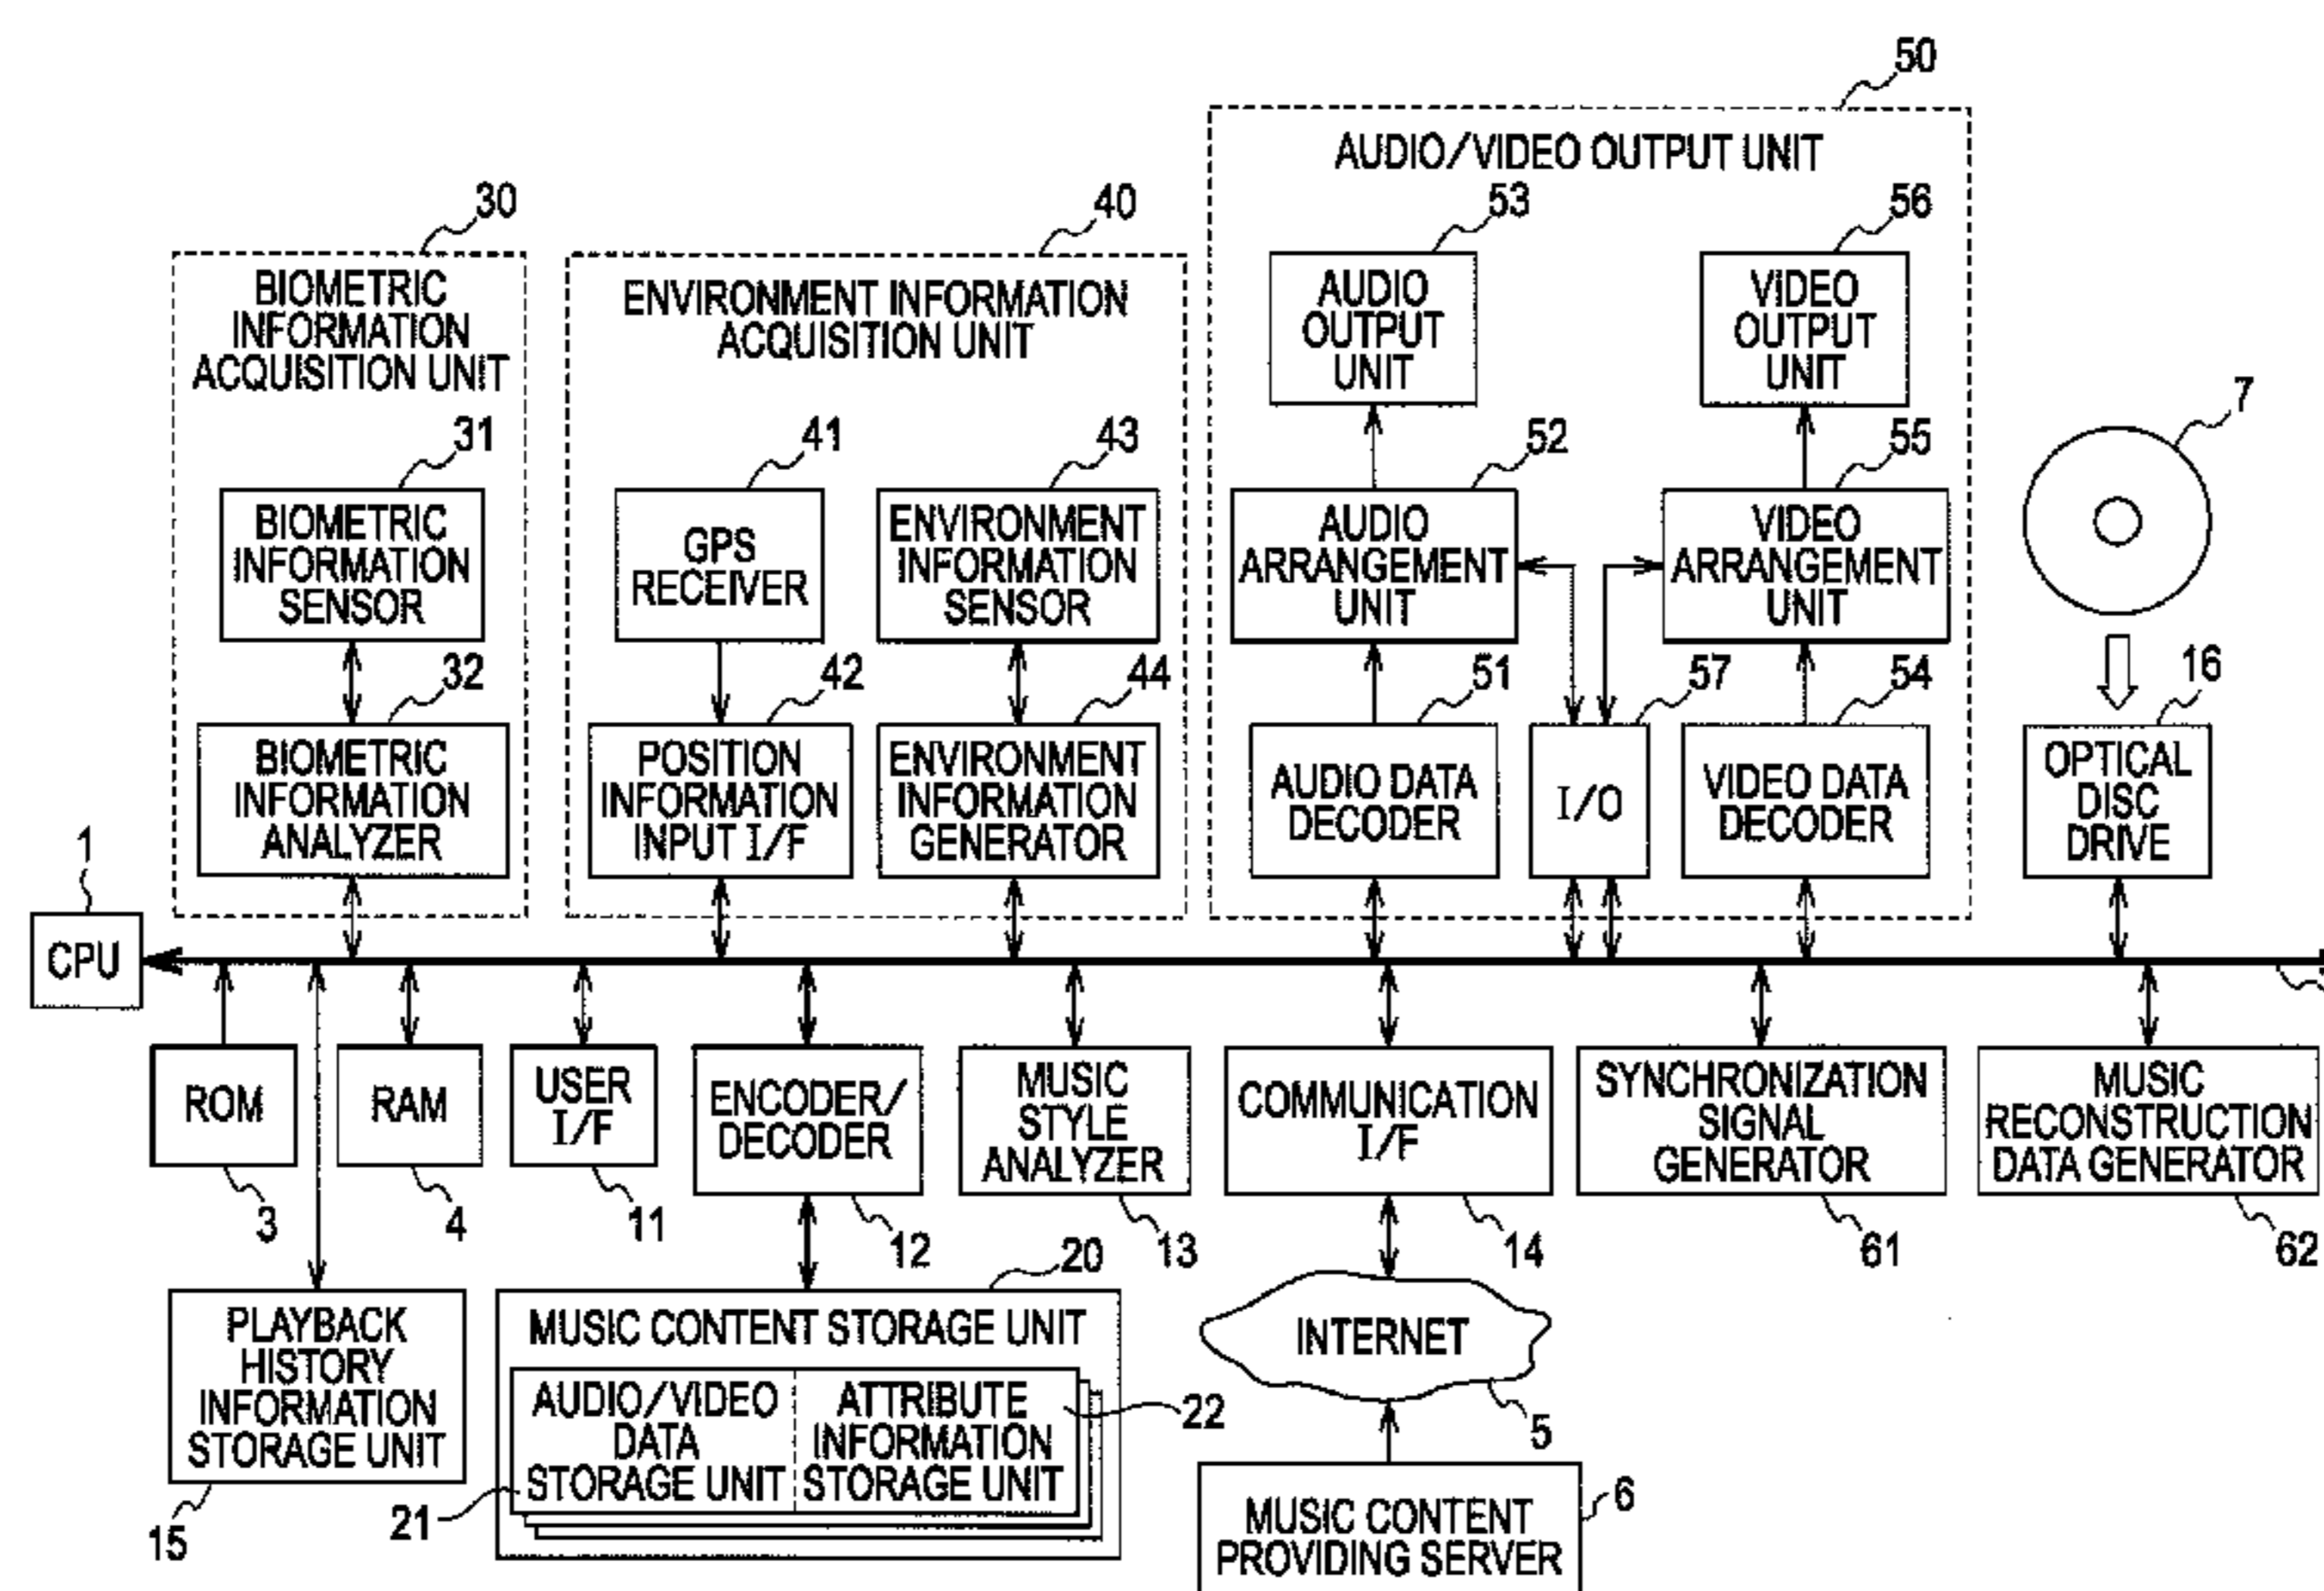 50
AUDIO/VIDEO OUTPUT UNIT
30
40
53
56
BIOMETRIC
INFORMATION
ACQUISITION UNIT
ENVIRONMENT INFORMATION
ACQUISITION UNIT
AUDIO
OUTPUT
UNIT
VIDEO
OUTPUT
UNIT
7
31
41
43
52
55
BIOMETRIC
INFORMATION
SENSOR
GPS
RECEIVER
ENVIRONMENT
INFORMATION
SENSOR
AUDIO
ARRANGEMENT
UNIT
VIDEO
ARRANGEMENT
UNIT
32
42
44
51
57
54
16
BIOMETRIC
INFORMATION
ANALYZER
POSITION
INFORMATION
INPUT I/F
ENVIRONMENT
INFORMATION
GENERATOR
AUDIO DATA
DECODER
I/O
VIDEO DATA
DECODER
OPTICAL
DISC
DRIVE
1
CPU
ROM
RAM
USER
I/F
ENCODER/
DECODER
MUSIC
STYLE
ANALYZER
COMMUNICATION
I/F
SYNCHRONIZATION
SIGNAL
GENERATOR
MUSIC
RECONSTRUCTION
DATA GENERATOR
3
4
11
12
13
14
61
62
20
PLAYBACK
HISTORY
INFORMATION
STORAGE UNIT
15
MUSIC CONTENT STORAGE UNIT
AUDIO/VIDEO
DATA
STORAGE UNIT
ATTRIBUTE
INFORMATION
STORAGE UNIT
21
22
INTERNET
5
6
MUSIC CONTENT
PROVIDING SERVER